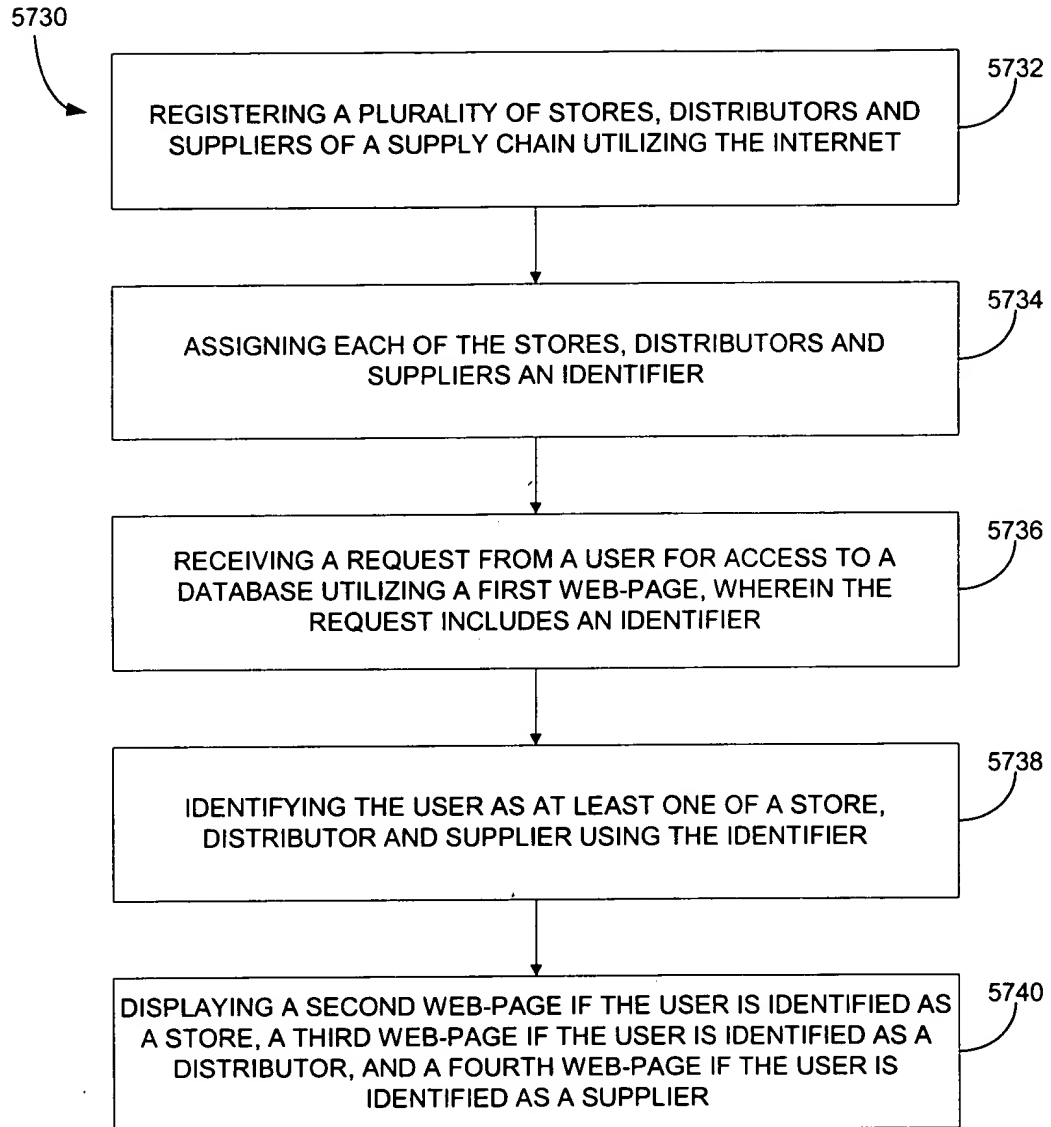 5730
5732
REGISTERING A PLURALITY OF STORES, DISTRIBUTORS AND
SUPPLIERS OF A SUPPLY CHAIN UTILIZING THE INTERNET
5734
ASSIGNING EACH OF THE STORES, DISTRIBUTORS AND
SUPPLIERS AN IDENTIFIER
5736
RECEIVING A REQUEST FROM A USER FOR ACCESS TO A
DATABASE UTILIZING A FIRST WEB-PAGE, WHEREIN THE
REQUEST INCLUDES AN IDENTIFIER
5738
IDENTIFYING THE USER AS AT LEAST ONE OF A STORE,
DISTRIBUTOR AND SUPPLIER USING THE IDENTIFIER
5740
DISPLAYING A SECOND WEB-PAGE IF THE USER IS IDENTIFIED AS
A STORE, A THIRD WEB-PAGE IF THE USER IS IDENTIFIED AS A
DISTRIBUTOR, AND A FOURTH WEB-PAGE IF THE USER IS
IDENTIFIED AS A SUPPLIER